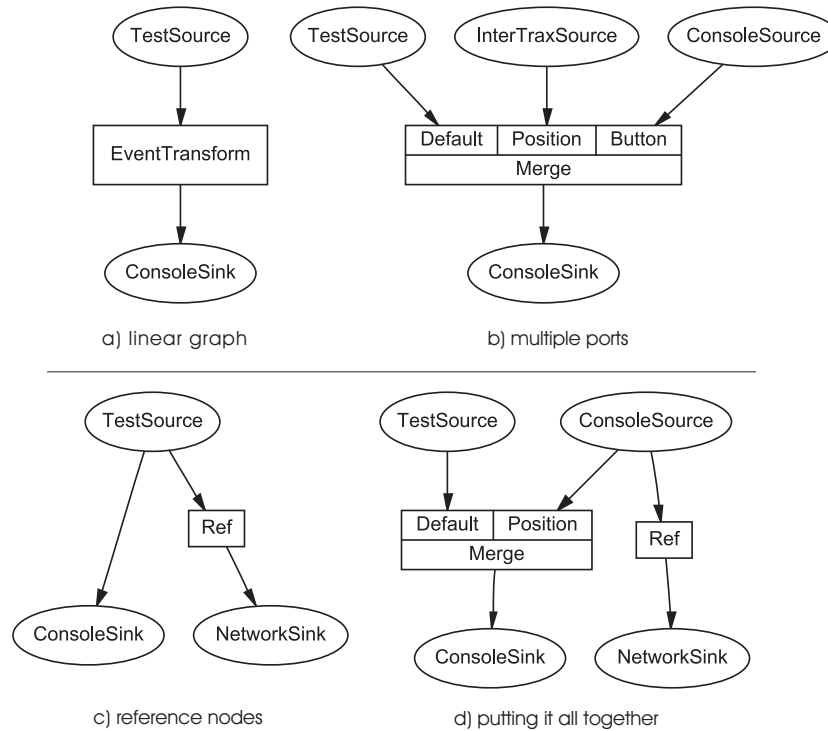 TestSource
EventTransform
ConsoleSink
a) linear graph
TestSource
InterTraxSource
ConsoleSource
Default
Position
Button
Merge
ConsoleSink
b) multiple ports
TestSource
Ref
ConsoleSink
NetworkSink
c) reference nodes
TestSource
ConsoleSource
Default
Position
Merge
Ref
ConsoleSink
NetworkSink
d) putting it all together